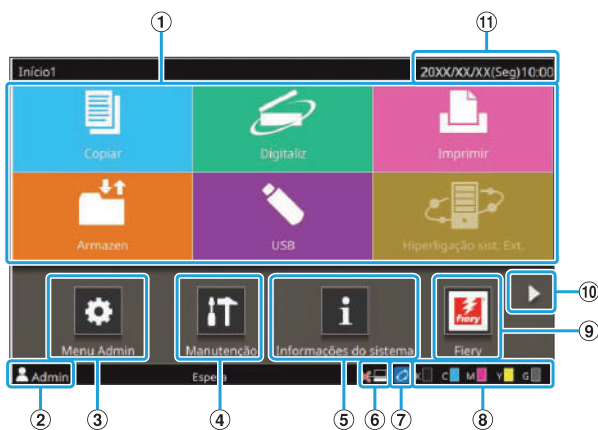 ① ⑪
Início1 20XX/XX/XX(Seg)10:00
Copiar Digitaliz Imprimir
Armazen USB Hiperligação sist. Ext.
⑩
fiery
⑨
Menu Admin Manutenção Informações do sistema Fiery
Admin Espera K C M Y G
② ③ ④ ⑤ ⑥ ⑦ ⑧